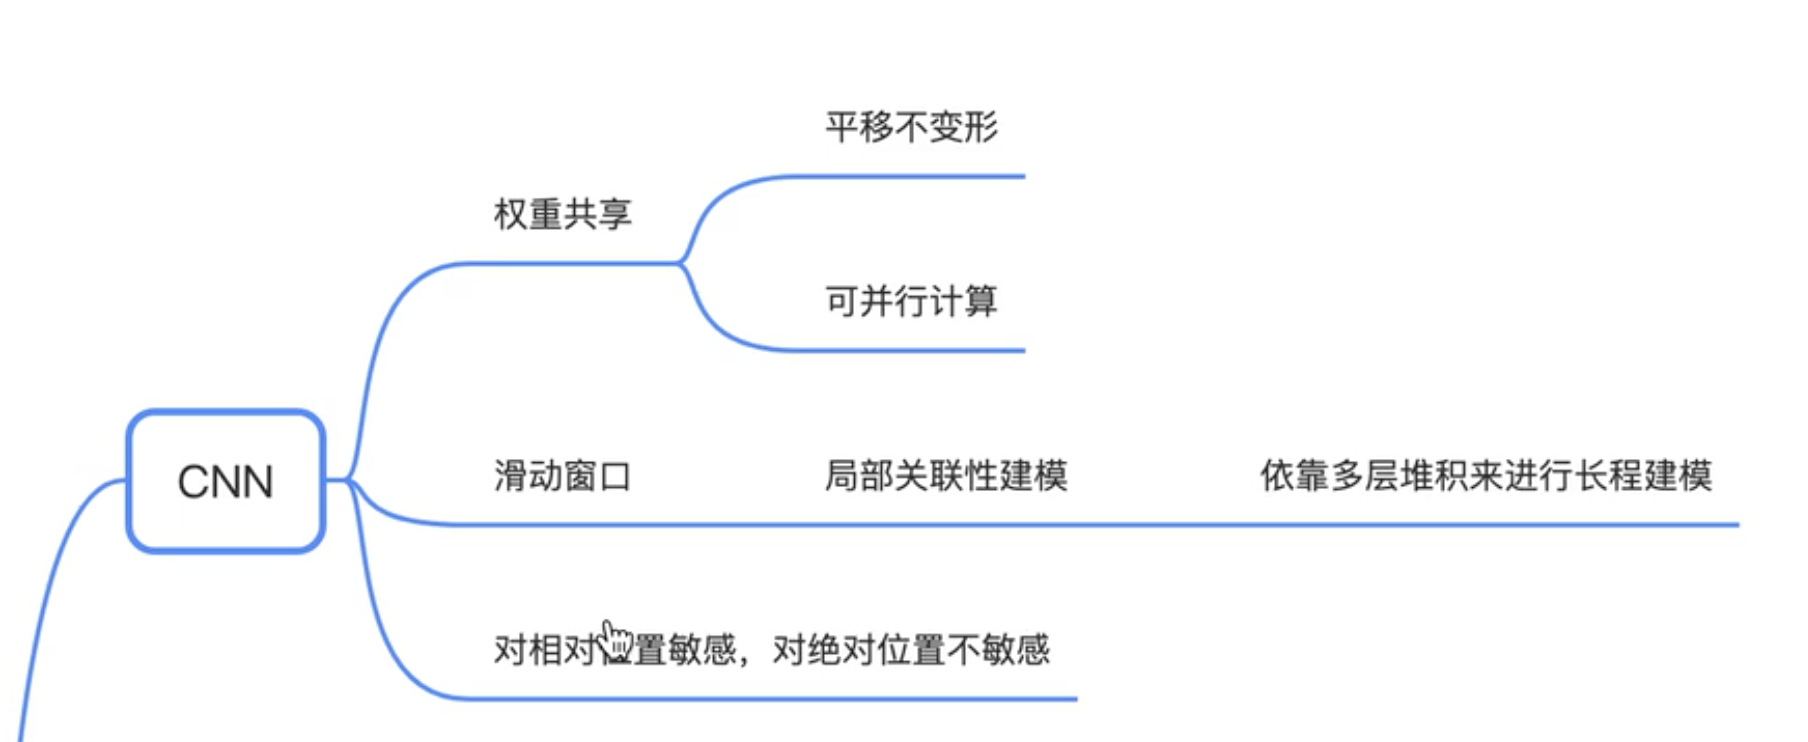 平移不变形
权重共享
可并行计算
CNN
滑动窗口 局部关联性建模 依靠多层堆积来进行长程建模
对相对位置敏感，对绝对位置不敏感